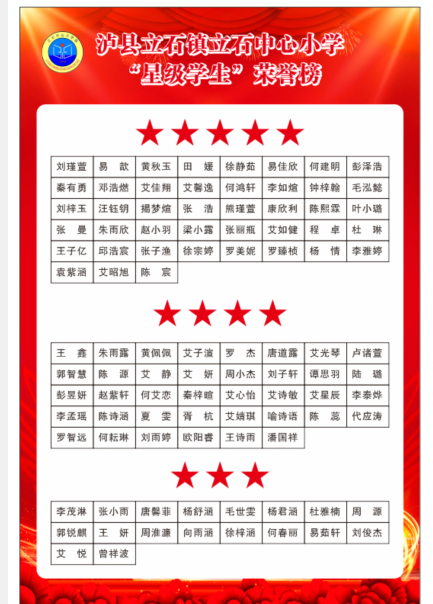 泸县立石镇立石中心小学
“星级学生”荣誉榜
刘瑾萱 易歆 黄秋玉 田媛 徐静茹 易佳欣 何建明 彭泽浩
秦有勇 邓浩燃 艾佳翔 艾馨逸 何鸿轩 李如煊 钟梓翰 毛泓懿
刘梓玉 汪钰钥 揭梦煊 张浩 熊瑾萱 康欣利 陈熙霖 叶小璐
张曼 朱雨欣 赵小羽 梁小露 张丽瓶 艾如健 程卓 杜琳
王子亿 邱浩宸 张子渔 徐宗婷 罗美妮 罗臻桢 杨情 李雅婷
袁紫涵 艾昭旭 陈宸
王鑫 朱雨露 黄佩佩 艾子渲 罗杰 唐道露 艾光琴 卢诸萱
郭智慧 陈源 艾静 艾妍 周小杰 刘子轩 谭思羽 陆璐
彭昱妍 赵紫轩 何艾恋 秦梓暄 艾心怡 艾诗敏 艾星辰 李泰烨
李孟瑶 陈诗涵 夏雯 胥杭 艾婧琪 喻诗语 陈蕊 代应涛
罗智远 何耘琳 刘雨婷 欧阳睿 王诗雨 潘国祥
李茂淋 张小雨 唐馨菲 杨舒涵 毛世雯 杨君涵 杜雅楠 周源
郭锐麒 王妍 周淮濂 向雨涵 徐梓涵 何春丽 易茹轩 刘俊杰
艾悦 曾祥波